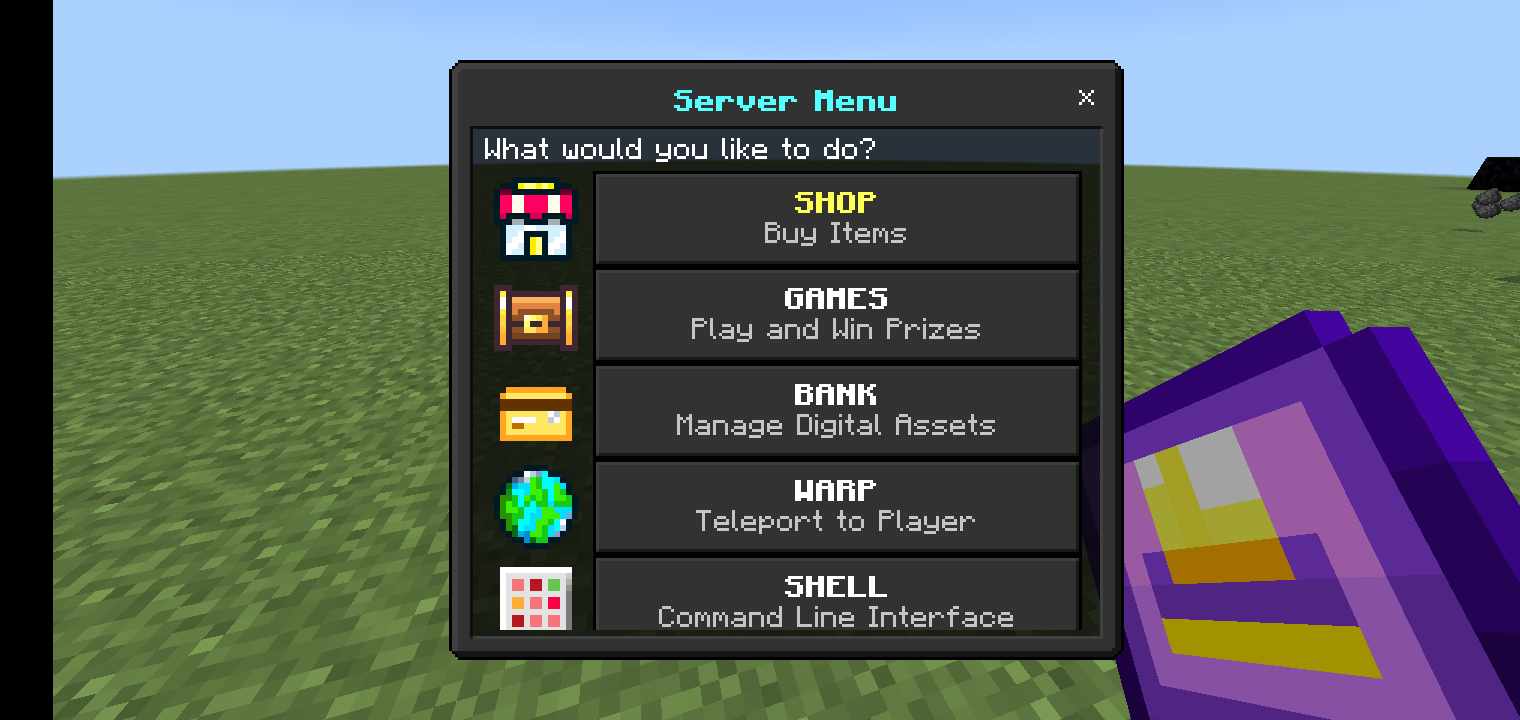 Server Menu
What would you like to do?
SHOP
Buy Items
GAMES
Play and Win Prizes
BANK
Manage Digital Assets
WARP
Teleport to Player
SHELL
Command Line Interface